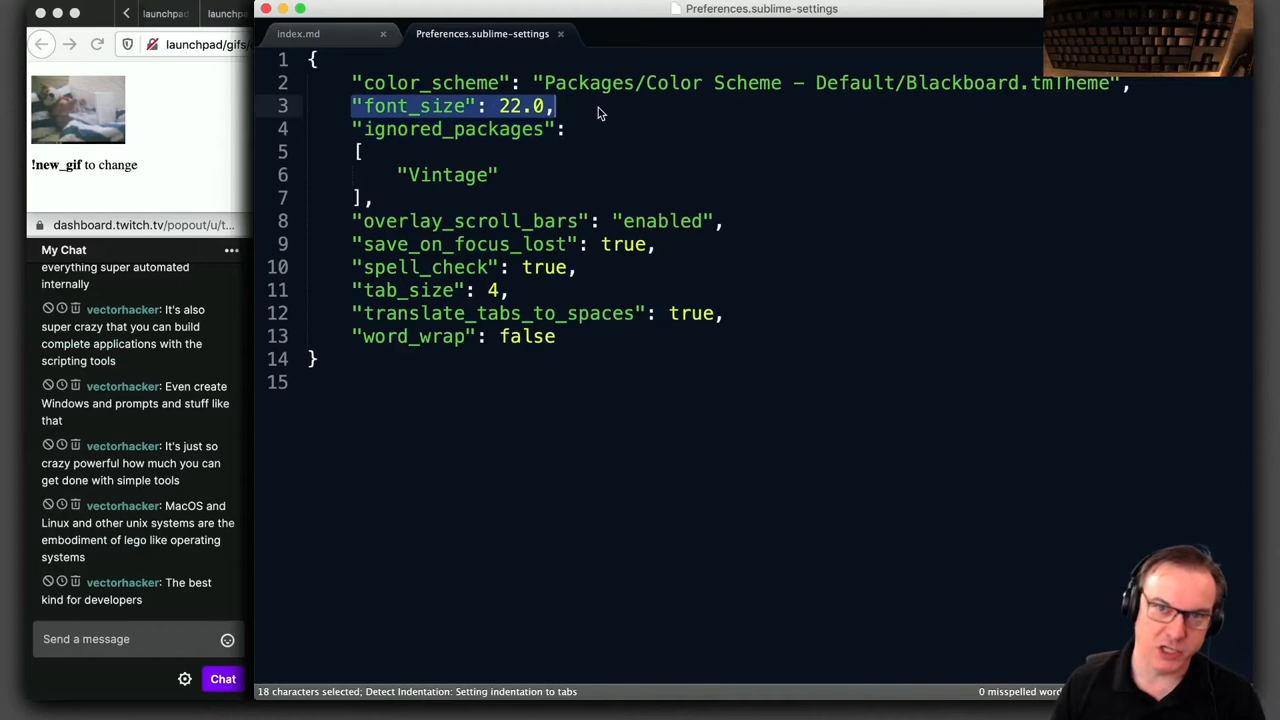 launchpad
launchpad
launchpad/gifs/
!new_gif to change
dashboard.twitch.tv/popout/u/t...
My Chat
everything super automated
internally
vectorhacker: It's also
super crazy that you can build
complete applications with the
scripting tools
vectorhacker: Even create
Windows and prompts and stuff like
that
vectorhacker: It's just so
crazy powerful how much you can
get done with simple tools
vectorhacker: MacOS and
Linux and other unix systems are the
embodiment of lego like operating
systems
vectorhacker: The best
kind for developers
Send a message
Chat
Preferences.sublime-settings
index.md
Preferences.sublime-settings
1 {
2 "color_scheme": "Packages/Color Scheme - Default/Blackboard.tmTheme",
3 "font_size": 22.0,
4 "ignored_packages":
5 [
6 "Vintage"
7 ],
8 "overlay_scroll_bars": "enabled",
9 "save_on_focus_lost": true,
10 "spell_check": true,
11 "tab_size": 4,
12 "translate_tabs_to_spaces": true,
13 "word_wrap": false
14 }
15
18 characters selected; Detect Indentation: Setting indentation to tabs
0 misspelled word